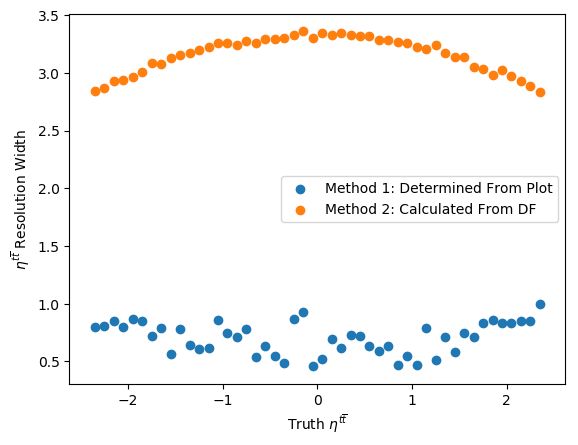 3.5
3.0
2.5
2.0
1.5
1.0
0.5
η^{tt̅} Resolution Width
Method 1: Determined From Plot
Method 2: Calculated From DF
−2 −1 0 1 2
Truth η^{tt̅}